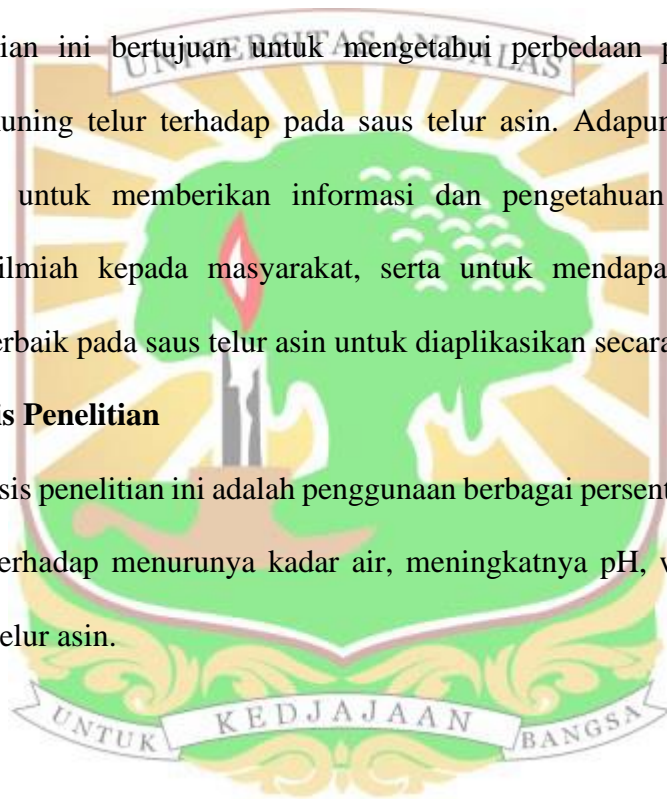 ian ini bertujuan untuk mengetahui perbedaan p
UNIVERSITAS ANDALAS
uning telur terhadap pada saus telur asin. Adapun
untuk memberikan informasi dan pengetahuan
ilmiah kepada masyarakat, serta untuk mendapa
erbaik pada saus telur asin untuk diaplikasikan secara
is Penelitian
sis penelitian ini adalah penggunaan berbagai persent
erhadap menurunya kadar air, meningkatnya pH, v
elur asin.
UNTUK KEDJAJAAN BANGSA